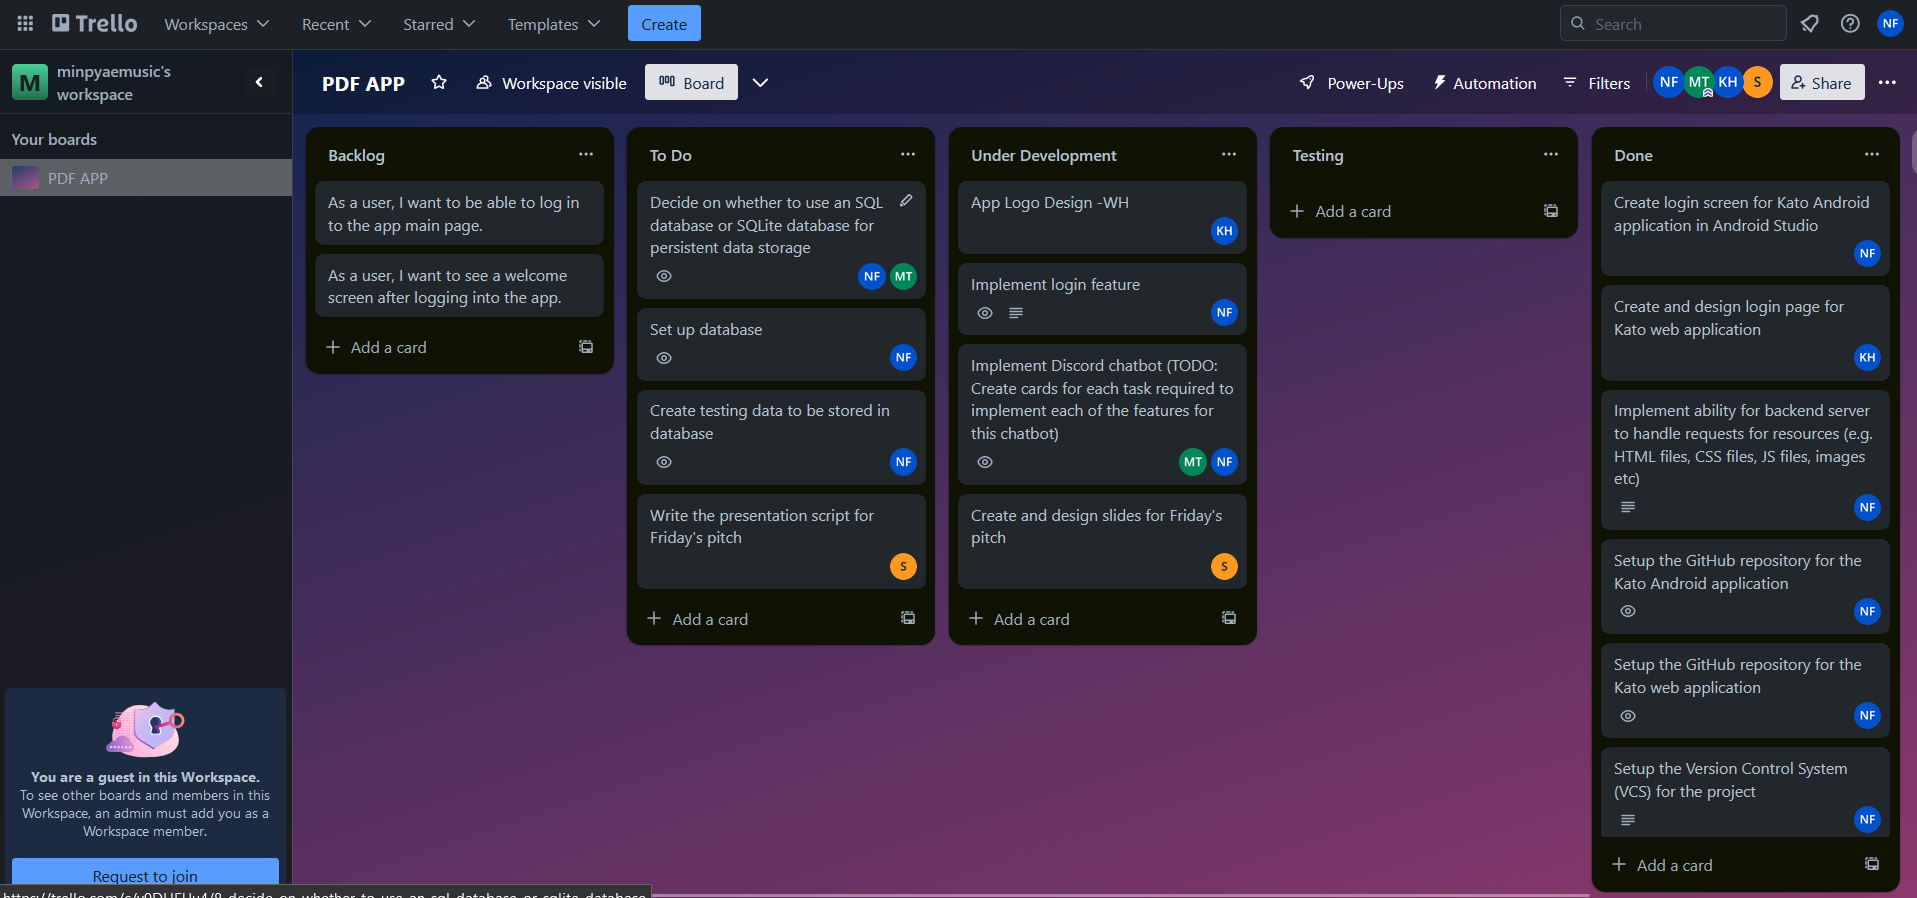 Trello
Workspaces
Recent
Starred
Templates
Create
Search
NF
M
minpyaemusic's
workspace
PDF APP
Workspace visible
Board
Power-Ups
Automation
Filters
NF
MT
KH
S
Share
Your boards
PDF APP
Backlog
As a user, I want to be able to log in
to the app main page.
As a user, I want to see a welcome
screen after logging into the app.
Add a card
To Do
Decide on whether to use an SQL
database or SQLite database for
persistent data storage
NF
MT
Set up database
NF
Create testing data to be stored in
database
NF
Write the presentation script for
Friday's pitch
S
Add a card
Under Development
App Logo Design -WH
KH
Implement login feature
NF
Implement Discord chatbot (TODO:
Create cards for each task required to
implement each of the features for
this chatbot)
MT
NF
Create and design slides for Friday's
pitch
S
Add a card
Testing
Add a card
Done
Create login screen for Kato Android
application in Android Studio
NF
Create and design login page for
Kato web application
KH
Implement ability for backend server
to handle requests for resources (e.g.
HTML files, CSS files, JS files, images
etc)
NF
Setup the GitHub repository for the
Kato Android application
NF
Setup the GitHub repository for the
Kato web application
NF
Setup the Version Control System
(VCS) for the project
NF
Add a card
You are a guest in this Workspace.
To see other boards and members in this
Workspace, an admin must add you as a
Workspace member.
Request to join